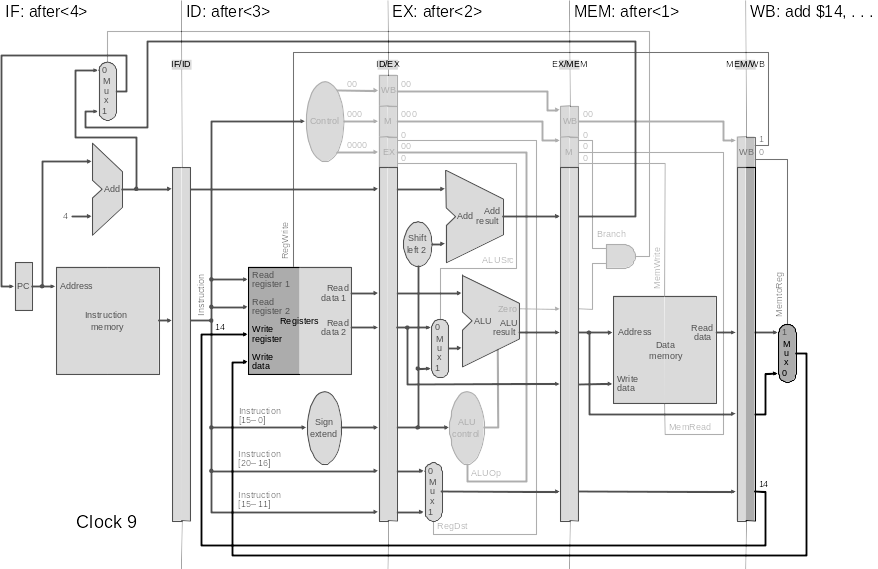 IF: after<4>
ID: after<3>
EX: after<2>
MEM: after<1>
WB: add $14, . . .
IF/ID
ID/EX
EX/MEM
MEM/WB
0
M
u
x
1
Control
00
000
0000
WB
M
EX
00
000
0
00
0
WB
M
00
0
0
0
WB
1
0
Add
4
RegWrite
Shift
left 2
Add
Add
result
ALUSrc
Branch
MemWrite
MemtoReg
PC
Address
Instruction
memory
Instruction
Read
register 1
Read
register 2
Write
register
Write
data
Registers
Read
data 1
Read
data 2
14
0
M
u
x
1
ALU
Zero
ALU
result
Address
Read
data
Data
memory
Write
data
1
M
u
x
0
MemRead
Instruction
[15– 0]
Sign
extend
ALU
control
ALUOp
Instruction
[20– 16]
Instruction
[15– 11]
0
M
u
x
1
RegDst
14
Clock 9